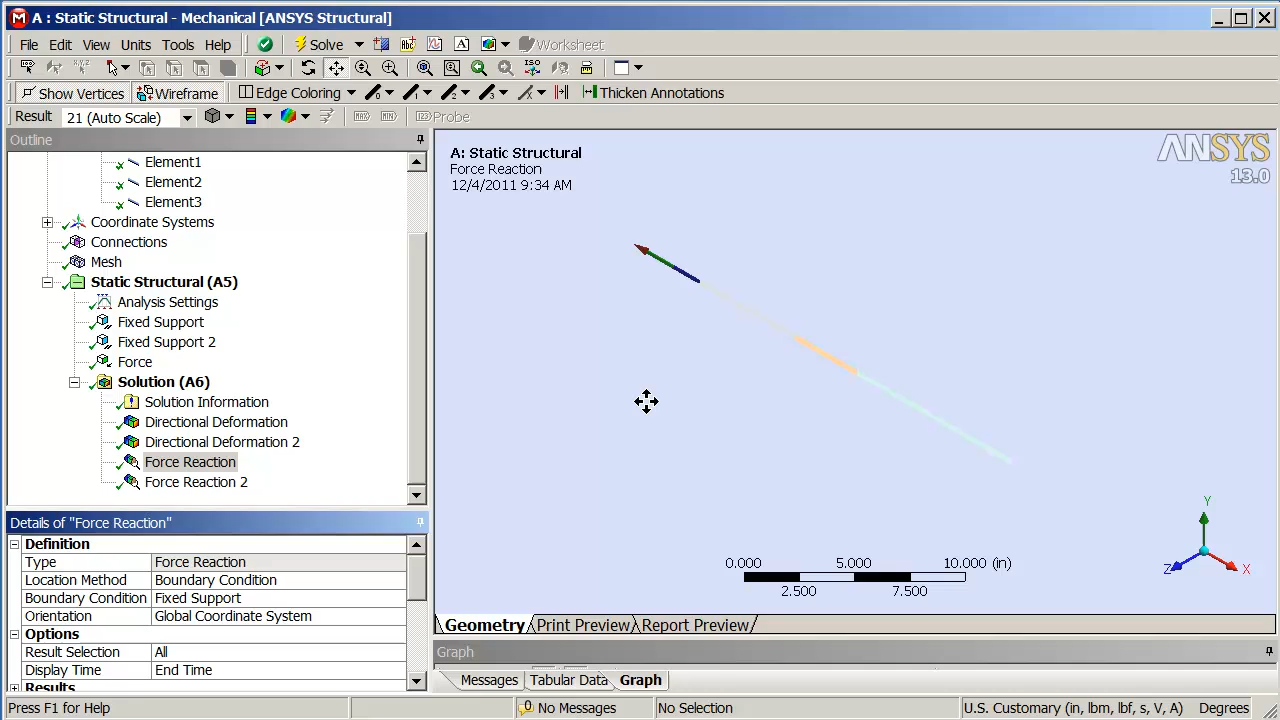 A : Static Structural - Mechanical [ANSYS Structural]
File Edit View Units Tools Help Solve Worksheet
Show Vertices Wireframe Edge Coloring Thicken Annotations
Result 21 (Auto Scale) MAX MIN Probe
Outline
Element1
Element2
Element3
Coordinate Systems
Connections
Mesh
Static Structural (A5)
Analysis Settings
Fixed Support
Fixed Support 2
Force
Solution (A6)
Solution Information
Directional Deformation
Directional Deformation 2
Force Reaction
Force Reaction 2
Details of "Force Reaction"
Definition
Type Force Reaction
Location Method Boundary Condition
Boundary Condition Fixed Support
Orientation Global Coordinate System
Options
Result Selection All
Display Time End Time
Results
A: Static Structural
Force Reaction
12/4/2011 9:34 AM
ANSYS
13.0
0.000 5.000 10.000 (in)
2.500 7.500
Y
Z X
Geometry Print Preview Report Preview
Graph
Messages Tabular Data Graph
Press F1 for Help 0 No Messages No Selection U.S. Customary (in, lbm, lbf, s, V, A) Degrees